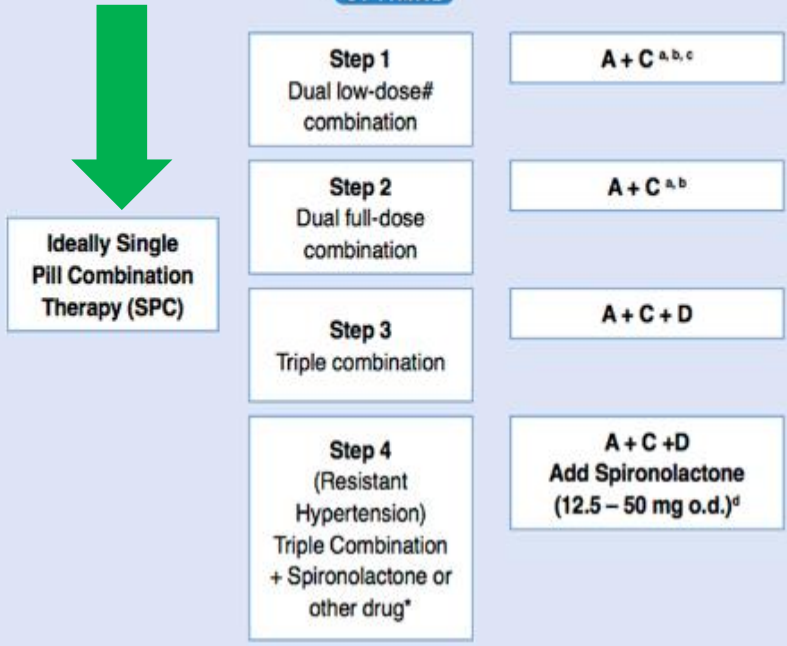 Step 1
Dual low-dose#
combination
A + C a, b, c
Step 2
Dual full-dose
combination
A + C a, b
Ideally Single
Pill Combination
Therapy (SPC)
Step 3
Triple combination
A + C + D
Step 4
(Resistant
Hypertension)
Triple Combination
+ Spironolactone or
other drug*
A + C +D
Add Spironolactone
(12.5 – 50 mg o.d.)d